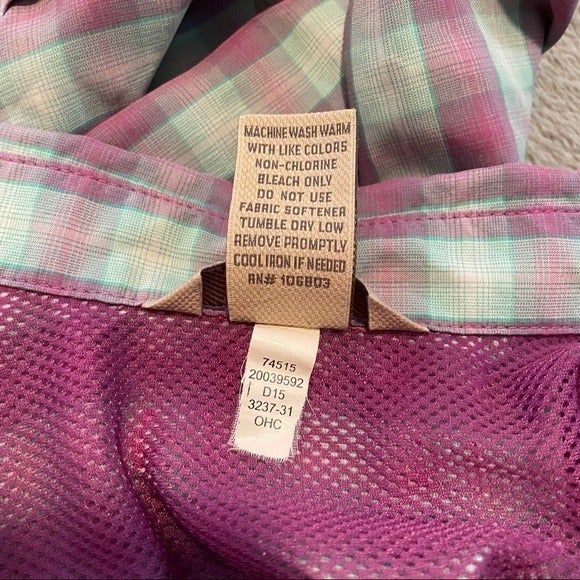 MACHINE WASH WARM
WITH LIKE COLORS
NON-CHLORINE
BLEACH ONLY
DO NOT USE
FABRIC SOFTENER
TUMBLE DRY LOW
REMOVE PROMPTLY
COOL IRON IF NEEDED
RN# 106803
74515
20039592
D15
3237-31
OHC